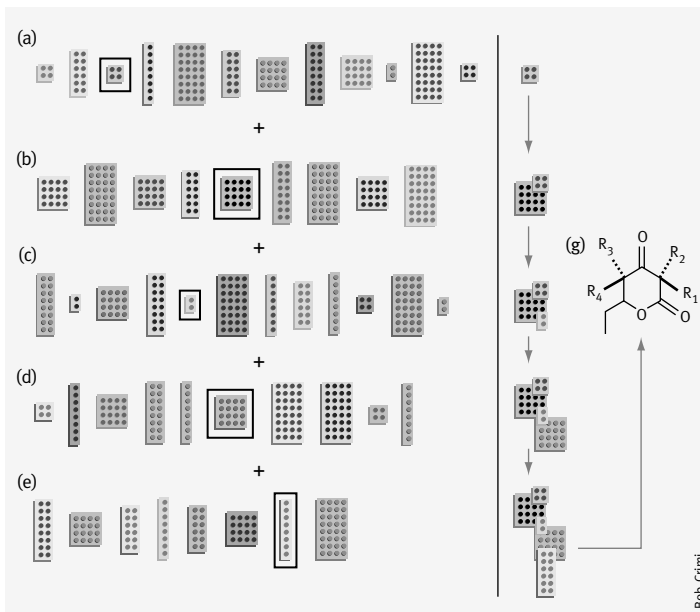 (a)
+
(b)
+
(c)
+
(d)
+
(e)
(g)
R3
O
R2
R4
R1
O
O
Bob Crimi